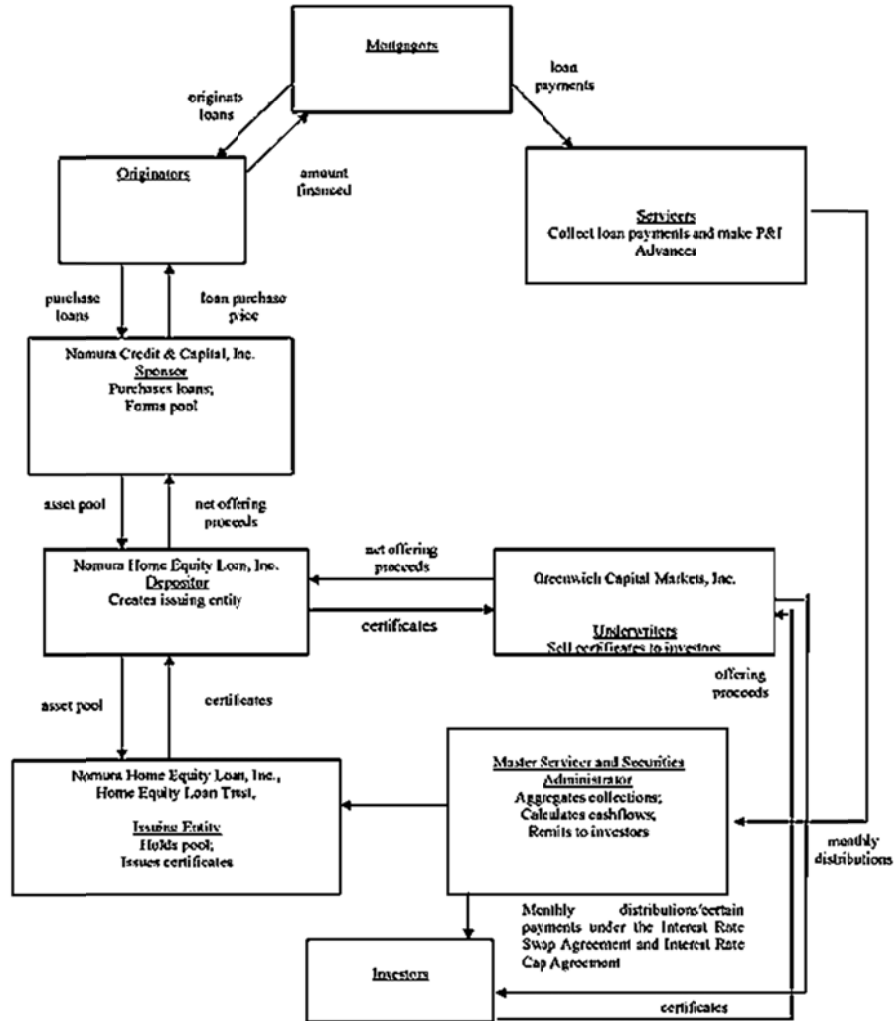 Mortgagors
loan
payments
originate
loans
amount
financed
Originators
Servicers
Collect loan payments and make P&I
Advances
purchase
loans
loan purchase
price
Nomura Credit & Capital, Inc.
Sponsor
Purchases loans;
Forms pool
asset pool
net offering
proceeds
Nomura Home Equity Loan, Inc.
Depositor
Creates issuing entity
net offering
proceeds
certificates
Greenwich Capital Markets, Inc.
Underwriters
Sell certificates to investors
offering
proceeds
asset pool
certificates
Nomura Home Equity Loan, Inc.,
Home Equity Loan Trust,
Issuing Entity
Holds pool;
Issues certificates
Master Servicer and Securities
Administrator
Aggregates collections;
Calculates cashflows;
Remits to investors
monthly
distributions
Monthly distributions/certain
payments under the Interest Rate
Swap Agreement and Interest Rate
Cap Agreement
Investors
certificates